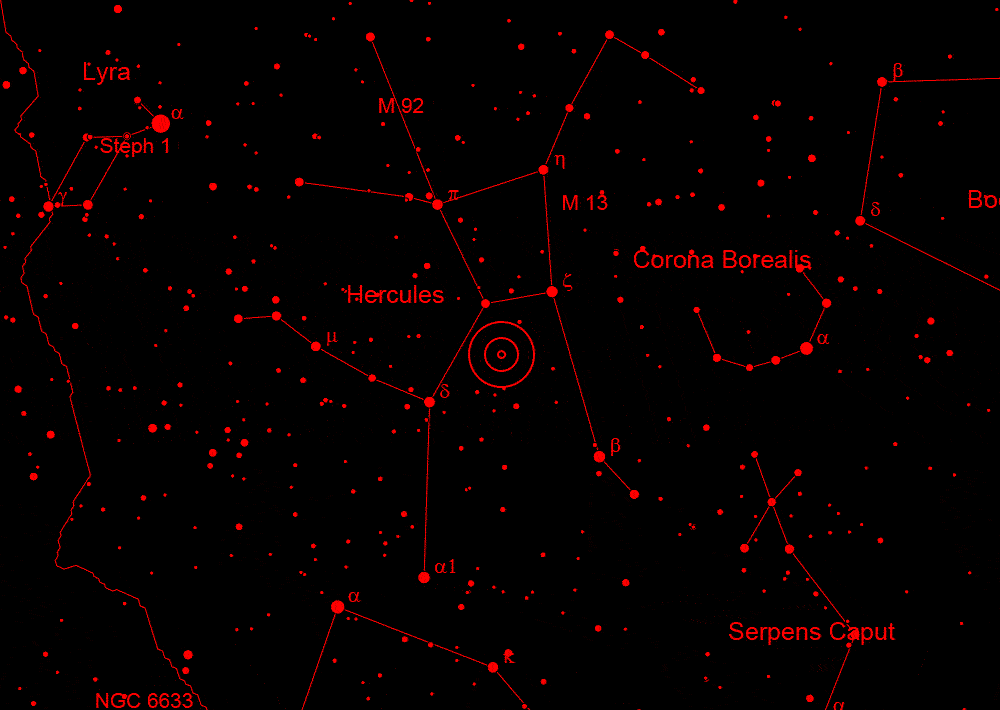 β
Lyra
M 92
α
Steph 1
η
γ
π
M 13
Boo
δ
Corona Borealis
ζ
Hercules
μ
α
δ
β
α1
α
Serpens Caput
κ
NGC 6633
α